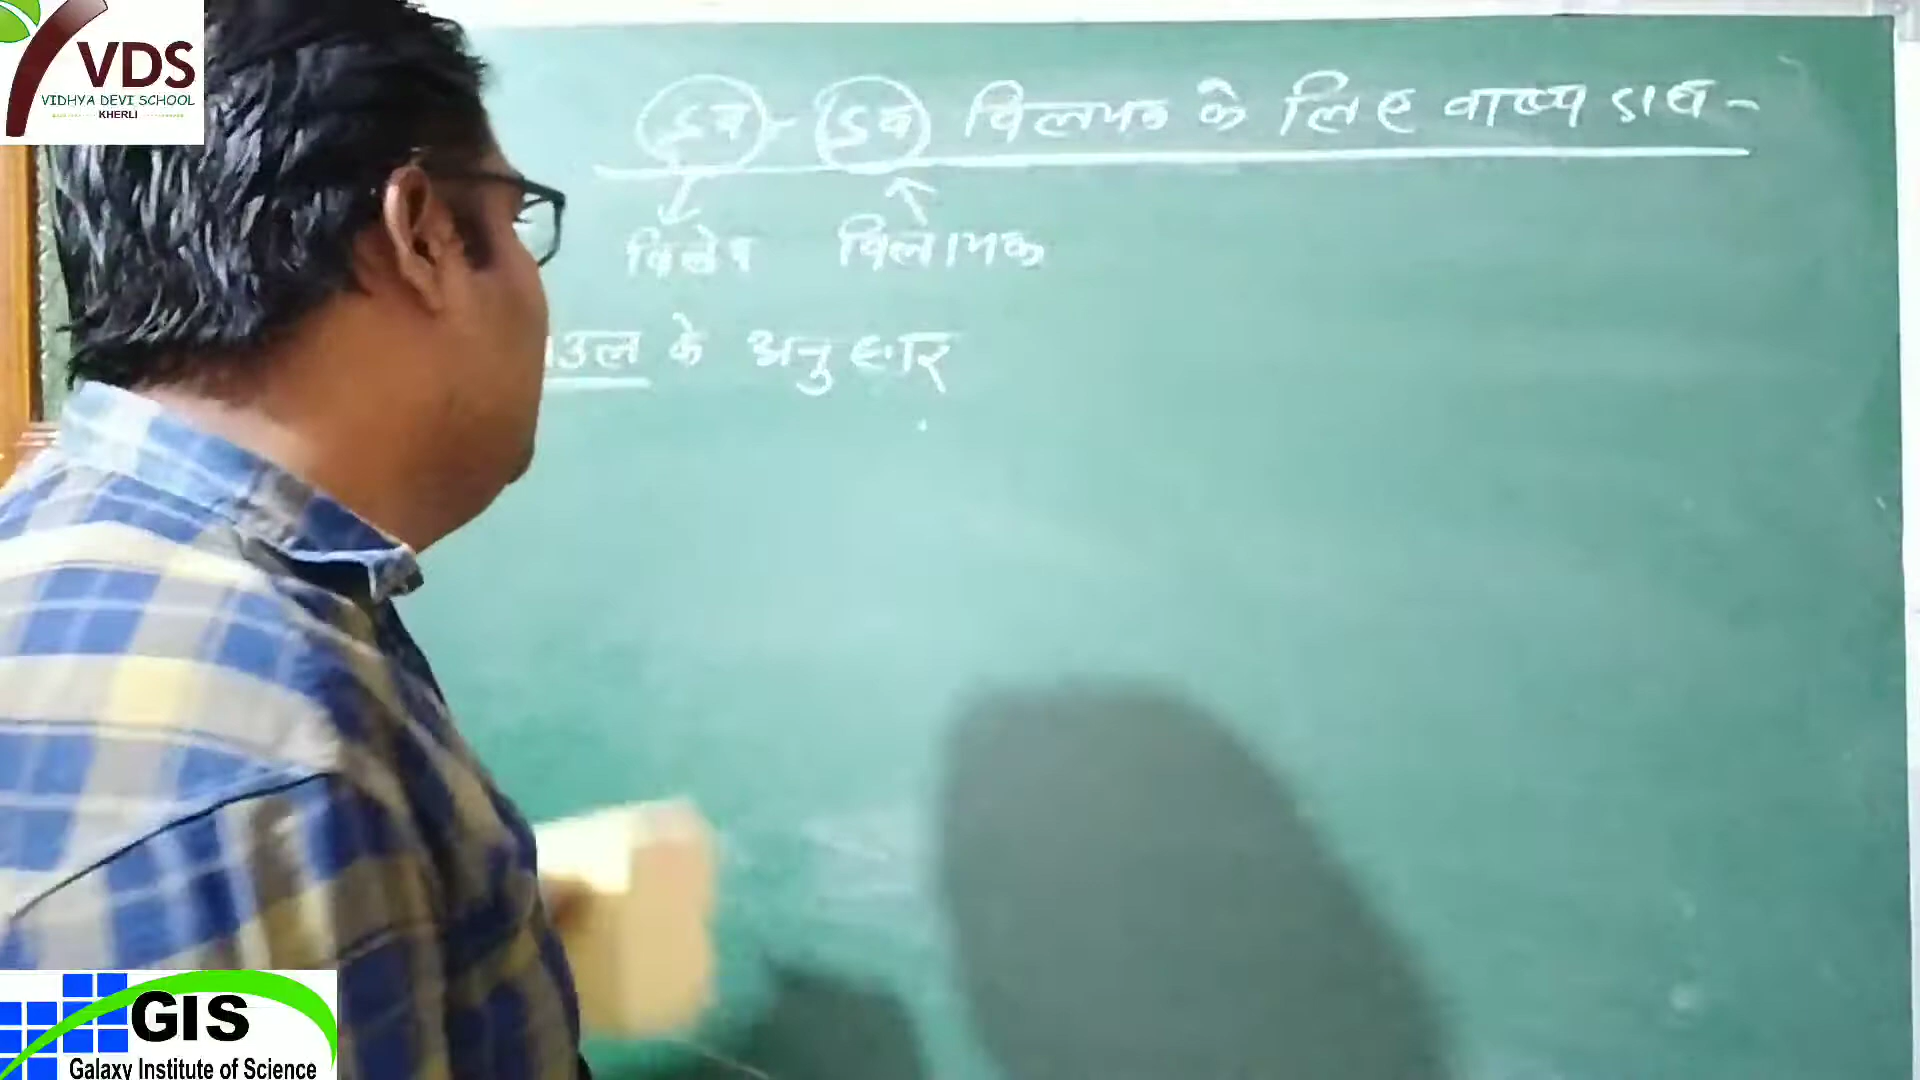 VDS
VIDHYA DEVI SCHOOL
KHERLI
द्रव - द्रव विलयन के लिए वाष्प दाब -
विलेय विलायक
राउल के अनुसार
GIS
Galaxy Institute of Science